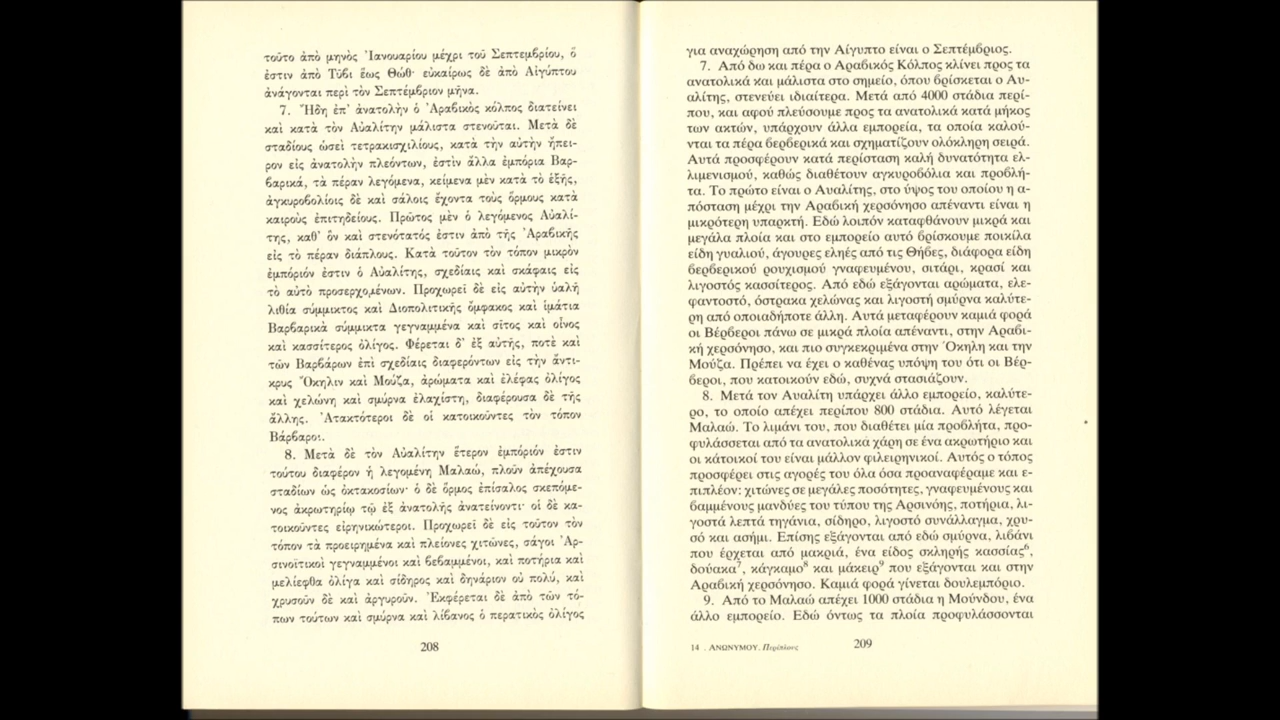 τοῦτο ἀπὸ μηνὸς Ἰανουαρίου μέχρι τοῦ Σεπτεμβρίου, ὅ
ἐστιν ἀπὸ Τῦβι ἕως Θώθ· εὐκαίρως δὲ ἀπὸ Αἰγύπτου
ἀνάγονται περὶ τὸν Σεπτέμβριον μῆνα.
7. Ἤδη ἐπ' ἀνατολὴν ὁ Ἀραβικὸς κόλπος διατείνει
καὶ κατὰ τὸν Αὐαλίτην μάλιστα στενοῦται. Μετὰ δὲ
σταδίους ὡσεὶ τετρακισχιλίους, κατὰ τὴν αὐτὴν ἤπει-
ρον εἰς ἀνατολὴν πλεόντων, ἐστὶν ἄλλα ἐμπόρια Βαρ-
βαρικά, τὰ πέραν λεγόμενα, κείμενα μὲν κατὰ τὸ ἑξῆς,
ἀγκυροβολίοις δὲ καὶ σάλοις ἔχοντα τοὺς ὅρμους κατὰ
καιροὺς ἐπιτηδείους. Πρῶτος μὲν ὁ λεγόμενος Αὐαλί-
της, καθ' ὃν καὶ στενότατός ἐστιν ἀπὸ τῆς Ἀραβικῆς
εἰς τὸ πέραν διάπλους. Κατὰ τοῦτον τὸν τόπον μικρὸν
ἐμπόριόν ἐστιν ὁ Αὐαλίτης, σχεδίαις καὶ σκάφαις εἰς
τὸ αὐτὸ προσερχομένων. Προχωρεῖ δὲ εἰς αὐτὴν ὑαλῆ
λιθία σύμμικτος καὶ Διοπολιτικῆς ὄμφακος καὶ ἱμάτια
Βαρβαρικὰ σύμμικτα γεγναμμένα καὶ σῖτος καὶ οἶνος
καὶ κασσίτερος ὀλίγος. Φέρεται δ' ἐξ αὐτῆς, ποτὲ καὶ
τῶν Βαρβάρων ἐπὶ σχεδίαις διαφερόντων εἰς τὴν ἄντι-
κρυς Ὄκηλιν καὶ Μούζα, ἀρώματα καὶ ἐλέφας ὀλίγος
καὶ χελώνη καὶ σμύρνα ἐλαχίστη, διαφέρουσα δὲ τῆς
ἄλλης. Ἀτακτότεροι δὲ οἱ κατοικοῦντες τὸν τόπον
Βάρβαροι.
8. Μετὰ δὲ τὸν Αὐαλίτην ἕτερον ἐμπόριόν ἐστιν
τούτου διαφέρον ἡ λεγομένη Μαλαώ, πλοῦν ἀπέχουσα
σταδίων ὡς ὀκτακοσίων· ὁ δὲ ὅρμος ἐπίσαλος σκεπόμε-
νος ἀκρωτηρίῳ τῷ ἐξ ἀνατολῆς ἀνατείνοντι· οἱ δὲ κα-
τοικοῦντες εἰρηνικώτεροι. Προχωρεῖ δὲ εἰς τοῦτον τὸν
τόπον τὰ προειρημένα καὶ πλείονες χιτῶνες, σάγοι Ἀρ-
σινοϊτικοὶ γεγναμμένοι καὶ βεβαμμένοι, καὶ ποτήρια καὶ
μελίεφθα ὀλίγα καὶ σίδηρος καὶ δηνάριον οὐ πολύ, καὶ
χρυσοῦν δὲ καὶ ἀργυροῦν. Ἐκφέρεται δὲ ἀπὸ τῶν τό-
πων τούτων καὶ σμύρνα καὶ λίβανος ὁ περατικὸς ὀλίγος
208
για αναχώρηση από την Αίγυπτο είναι ο Σεπτέμβριος.
7. Από δω και πέρα ο Αραβικός Κόλπος κλίνει προς τα
ανατολικά και μάλιστα στο σημείο, όπου βρίσκεται ο Αυ-
αλίτης, στενεύει ιδιαίτερα. Μετά από 4000 στάδια περί-
που, και αφού πλεύσουμε προς τα ανατολικά κατά μήκος
των ακτών, υπάρχουν άλλα εμπορεία, τα οποία καλού-
νται τα πέρα βερβερικά και σχηματίζουν ολόκληρη σειρά.
Αυτά προσφέρουν κατά περίσταση καλή δυνατότητα ελ-
λιμενισμού, καθώς διαθέτουν αγκυροβόλια και προβλή-
τα. Το πρώτο είναι ο Αυαλίτης, στο ύψος του οποίου η α-
πόσταση μέχρι την Αραβική χερσόνησο απέναντι είναι η
μικρότερη υπαρκτή. Εδώ λοιπόν καταφθάνουν μικρά και
μεγάλα πλοία και στο εμπορείο αυτό βρίσκουμε ποικίλα
είδη γυαλιού, άγουρες εληές από τις Θήβες, διάφορα είδη
βερβερικού ρουχισμού γναφευμένου, σιτάρι, κρασί και
λιγοστός κασσίτερος. Από εδώ εξάγονται αρώματα, ελε-
φαντοστό, όστρακα χελώνας και λιγοστή σμύρνα καλύτε-
ρη από οποιαδήποτε άλλη. Αυτά μεταφέρουν καμιά φορά
οι Βέρβεροι πάνω σε μικρά πλοία απέναντι, στην Αραβι-
κή χερσόνησο, και πιο συγκεκριμένα στην Όκηλη και την
Μούζα. Πρέπει να έχει ο καθένας υπόψη του ότι οι Βέρ-
βεροι, που κατοικούν εδώ, συχνά στασιάζουν.
8. Μετά τον Αυαλίτη υπάρχει άλλο εμπορείο, καλύτε-
ρο, το οποίο απέχει περίπου 800 στάδια. Αυτό λέγεται
Μαλαώ. Το λιμάνι του, που διαθέτει μία προβλήτα, προ-
φυλάσσεται από τα ανατολικά χάρη σε ένα ακρωτήριο και
οι κάτοικοί του είναι μάλλον φιλειρηνικοί. Αυτός ο τόπος
προσφέρει στις αγορές του όλα όσα προαναφέραμε και ε-
πιπλέον: χιτώνες σε μεγάλες ποσότητες, γναφευμένους και
βαμμένους μανδύες του τύπου της Αρσινόης, ποτήρια, λι-
γοστά λεπτά τηγάνια, σίδηρο, λιγοστό συνάλλαγμα, χρυ-
σό και ασήμι. Επίσης εξάγονται από εδώ σμύρνα, λιβάνι
που έρχεται από μακριά, ένα είδος σκληρής κασσίας⁶,
δούακα⁷, κάγκαμο⁸ και μάκειρ⁹ που εξάγονται και στην
Αραβική χερσόνησο. Καμιά φορά γίνεται δουλεμπόριο.
9. Από το Μαλαώ απέχει 1000 στάδια η Μούνδου, ένα
άλλο εμπορείο. Εδώ όντως τα πλοία προφυλάσσονται
14 . ΑΝΩΝΥΜΟΥ. Περίπλους
209